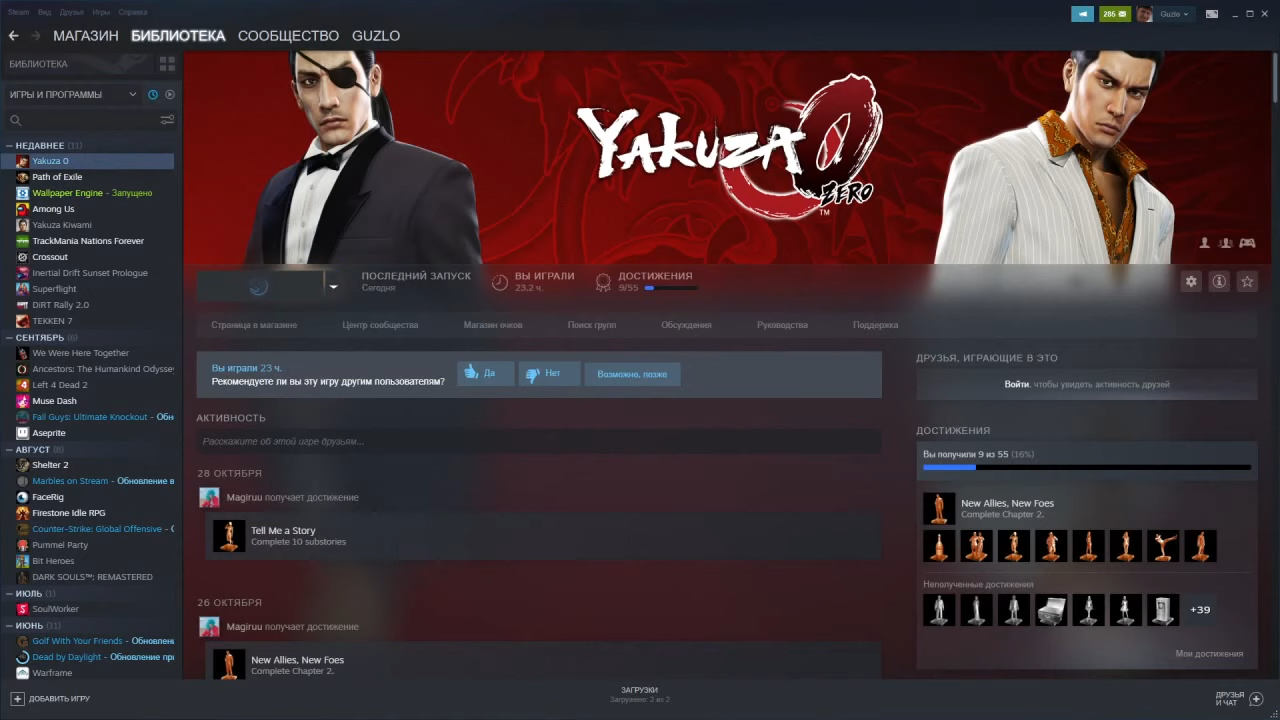 Steam Вид Друзья Игры Справка
285 Guzlo
МАГАЗИН БИБЛИОТЕКА СООБЩЕСТВО GUZLO
БИБЛИОТЕКА
ИГРЫ И ПРОГРАММЫ
НЕДАВНЕЕ (11)
Yakuza 0
Path of Exile
Wallpaper Engine - Запущено
Among Us
Yakuza Kiwami
TrackMania Nations Forever
Crossout
Inertial Drift Sunset Prologue
Superflight
DiRT Rally 2.0
TEKKEN 7
СЕНТЯБРЬ (6)
We Were Here Together
Ancestors: The Humankind Odyssey
Left 4 Dead 2
Muse Dash
Fall Guys: Ultimate Knockout - Обн
Aseprite
АВГУСТ (8)
Shelter 2
Marbles on Stream - Обновление в
FaceRig
Firestone Idle RPG
Counter-Strike: Global Offensive - О
Pummel Party
Bit Heroes
DARK SOULS™: REMASTERED
ИЮЛЬ (1)
SoulWorker
ИЮНЬ (11)
Golf With Your Friends - Обновлени
Dead by Daylight - Обновление при
Warframe
ДОБАВИТЬ ИГРУ
YAKUZA 0
ZERO
TM
ПОСЛЕДНИЙ ЗАПУСК
Сегодня
ВЫ ИГРАЛИ
23,2 ч.
ДОСТИЖЕНИЯ
9/55
Страница в магазине Центр сообщества Магазин очков Поиск групп Обсуждения Руководства Поддержка
Вы играли 23 ч.
Рекомендуете ли вы эту игру другим пользователям?
Да Нет Возможно, позже
АКТИВНОСТЬ
Расскажите об этой игре друзьям...
28 ОКТЯБРЯ
Magiruu получает достижение
Tell Me a Story
Complete 10 substories
26 ОКТЯБРЯ
Magiruu получает достижение
New Allies, New Foes
Complete Chapter 2.
ДРУЗЬЯ, ИГРАЮЩИЕ В ЭТО
Войти, чтобы увидеть активность друзей
ДОСТИЖЕНИЯ
Вы получили 9 из 55 (16%)
New Allies, New Foes
Complete Chapter 2.
Неполученные достижения
+39
Мои достижения
ЗАГРУЗКИ
Загружено: 2 из 2
ДРУЗЬЯ
И ЧАТ